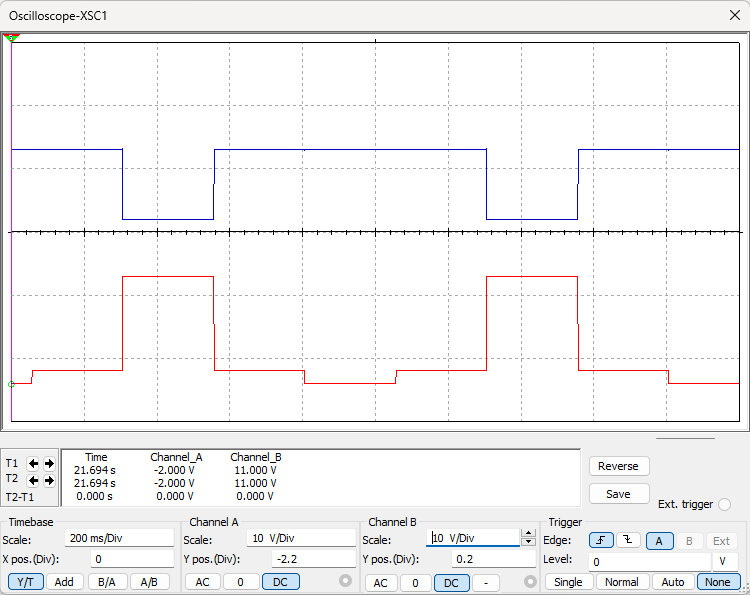 Oscilloscope-XSC1
Time Channel_A Channel_B
T1 21.694 s -2.000 V 11.000 V
T2 21.694 s -2.000 V 11.000 V
T2-T1 0.000 s 0.000 V 0.000 V
Reverse
Save
Ext. trigger
Timebase
Scale: 200 ms/Div
X pos.(Div): 0
Y/T Add B/A A/B
Channel A
Scale: 10 V/Div
Y pos.(Div): -2.2
AC 0 DC
Channel B
Scale: 10 V/Div
Y pos.(Div): 0.2
AC 0 DC -
Trigger
Edge: A B Ext
Level: 0 V
Single Normal Auto None